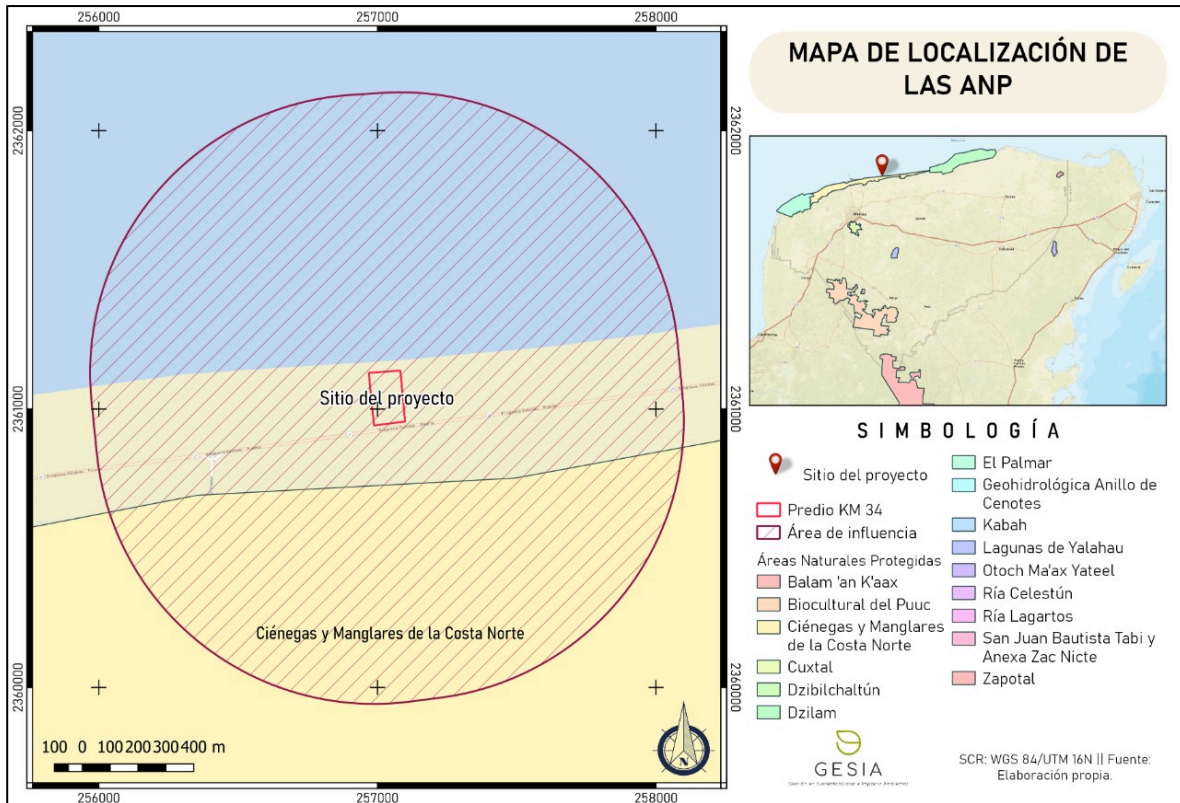 256000
257000
258000
2362000
2362000
2361000
2361000
2360000
2360000
Sitio del proyecto
Ciénegas y Manglares de la Costa Norte
100 0 100 200 300 400 m
N
256000
257000
258000
MAPA DE LOCALIZACIÓN DE
LAS ANP
SIMBOLOGÍA
Sitio del proyecto
Predio KM 34
Área de influencia
Áreas Naturales Protegidas
Balam 'an K'aax
Biocultural del Puuc
Ciénegas y Manglares
de la Costa Norte
Cuxtal
Dzibilchaltún
Dzilam
El Palmar
Geohidrológica Anillo de
Cenotes
Kabah
Lagunas de Yalahau
Otoch Ma'ax Yateel
Ría Celestún
Ría Lagartos
San Juan Bautista Tabi y
Anexa Zac Nicte
Zapotal
GESIA
SCR: WGS 84/UTM 16N || Fuente:
Elaboración propia.